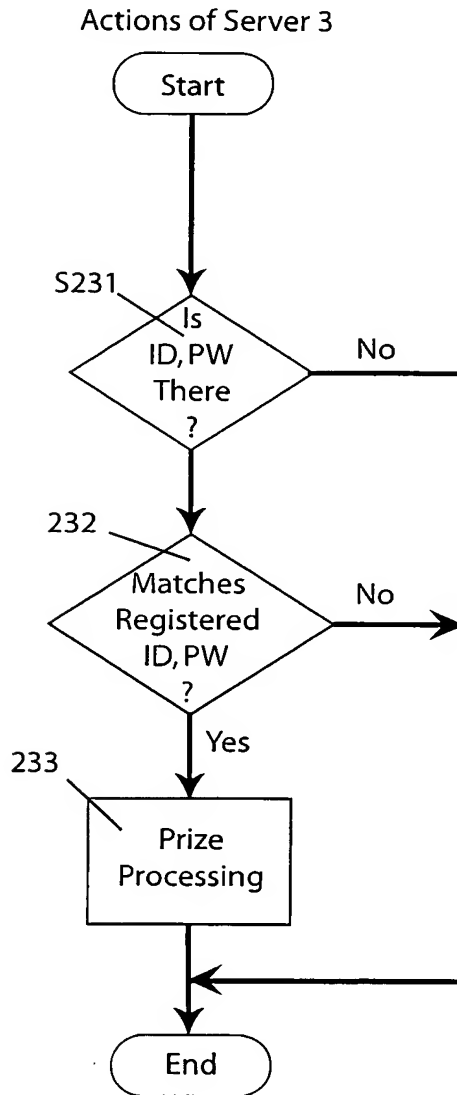 Actions of Server 3
Start
S231
Is
ID, PW
There
?
No
232
Matches
Registered
ID, PW
?
No
Yes
233
Prize
Processing
End